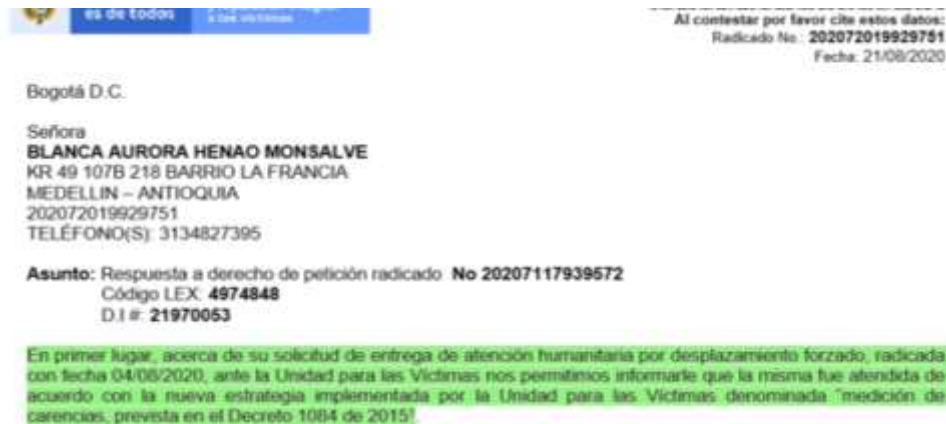 es de todos
a las víctimas
Al contestar por favor cite estos datos:
Radicado No.: 202072019929751
Fecha: 21/08/2020
Bogotá D.C.
Señora
BLANCA AURORA HENAO MONSALVE
KR 49 107B 218 BARRIO LA FRANCIA
MEDELLIN – ANTIOQUIA
202072019929751
TELÉFONO(S): 3134827395
Asunto: Respuesta a derecho de petición radicado No 20207117939572
Código LEX: 4974848
D.I #: 21970053
En primer lugar, acerca de su solicitud de entrega de atención humanitaria por desplazamiento forzado, radicada
con fecha 04/08/2020, ante la Unidad para las Víctimas nos permitimos informarle que la misma fue atendida de
acuerdo con la nueva estrategia implementada por la Unidad para las Víctimas denominada "medición de
carencias, prevista en el Decreto 1084 de 2015